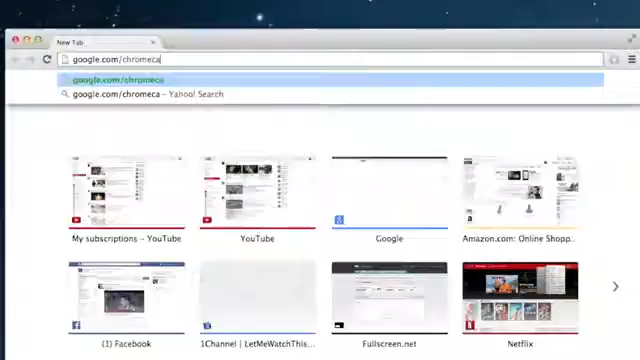 New Tab
google.com/chromeca
google.com/chromeca
google.com/chromeca – Yahoo! Search
My subscriptions – YouTube
YouTube
Google
Amazon.com: Online Shopp...
(1) Facebook
1Channel | LetMeWatchThis...
Fullscreen.net
Netflix